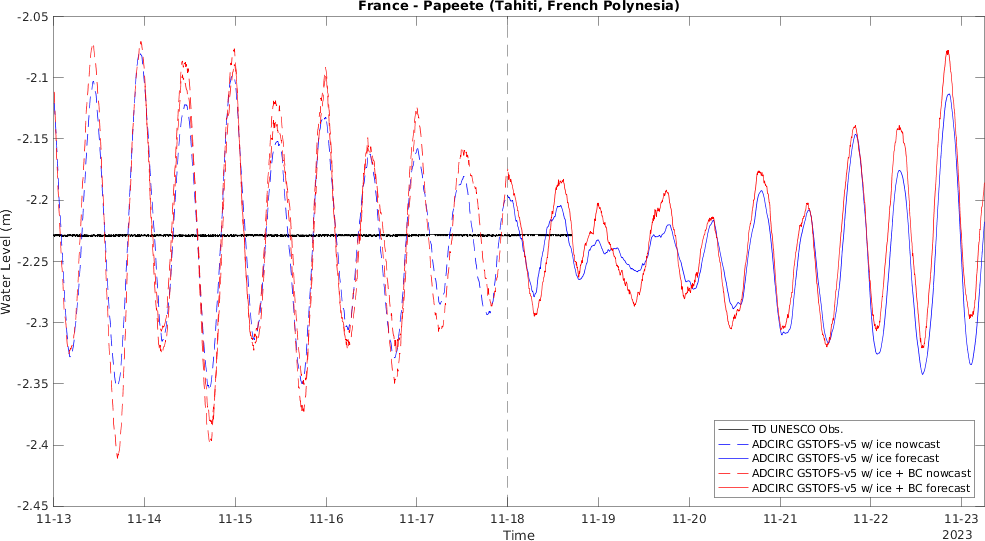 France - Papeete (Tahiti, French Polynesia)
-2.05
-2.1
-2.15
-2.2
-2.25
-2.3
-2.35
-2.4
-2.45
Water Level (m)
TD UNESCO Obs.
ADCIRC GSTOFS-v5 w/ ice nowcast
ADCIRC GSTOFS-v5 w/ ice forecast
ADCIRC GSTOFS-v5 w/ ice + BC nowcast
ADCIRC GSTOFS-v5 w/ ice + BC forecast
11-13 11-14 11-15 11-16 11-17 11-18 11-19 11-20 11-21 11-22 11-23
Time
2023